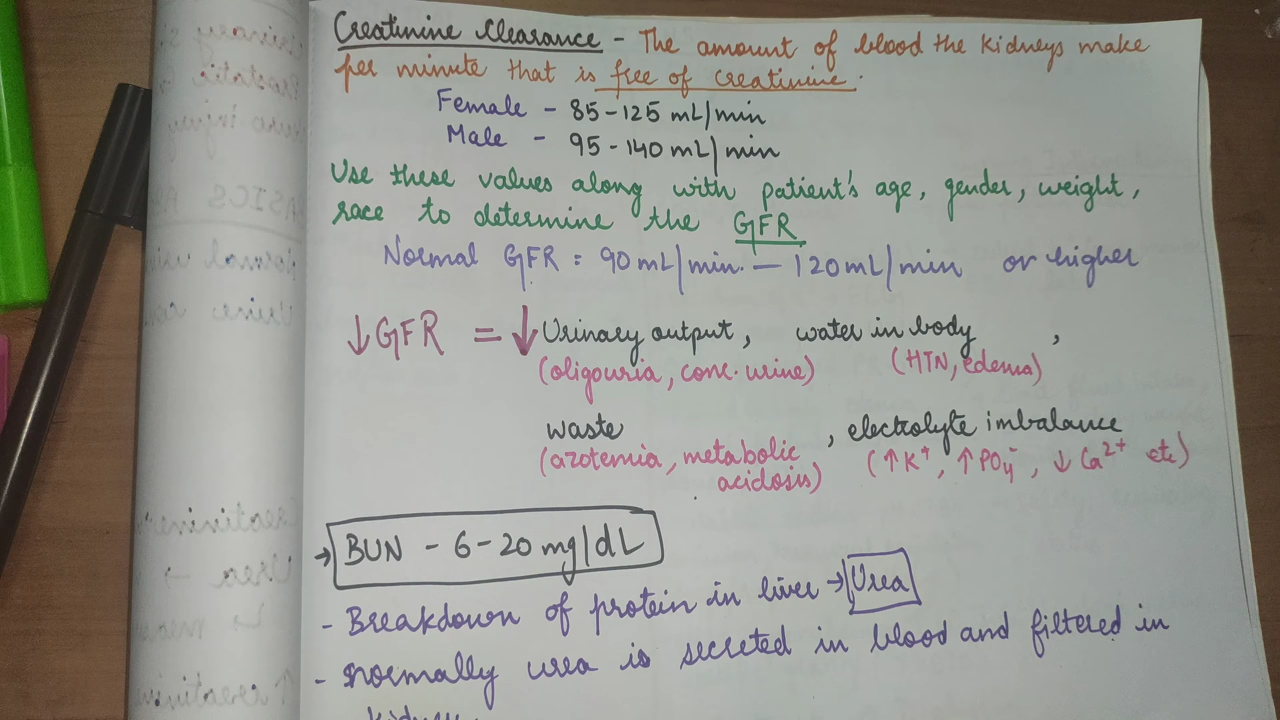 Creatinine Clearance - The amount of blood the kidneys make
per minute that is free of creatinine.
Female - 85-125 mL/min
Male - 95-140 mL/min
Use these values along with patient's age, gender, weight,
race to determine the GFR
Normal GFR = 90 mL/min. — 120 mL/min or higher
↓GFR = ↓ Urinary output, water in body,
(oligouria, conc. urine) (HTN, edema)
waste, electrolyte imbalance
(azotemia, metabolic acidosis) (↑K⁺, ↑PO₄⁻, ↓Ca²⁺ etc)
→ BUN - 6-20 mg/dL
- Breakdown of protein in liver → Urea
- normally urea is secreted in blood and filtered in